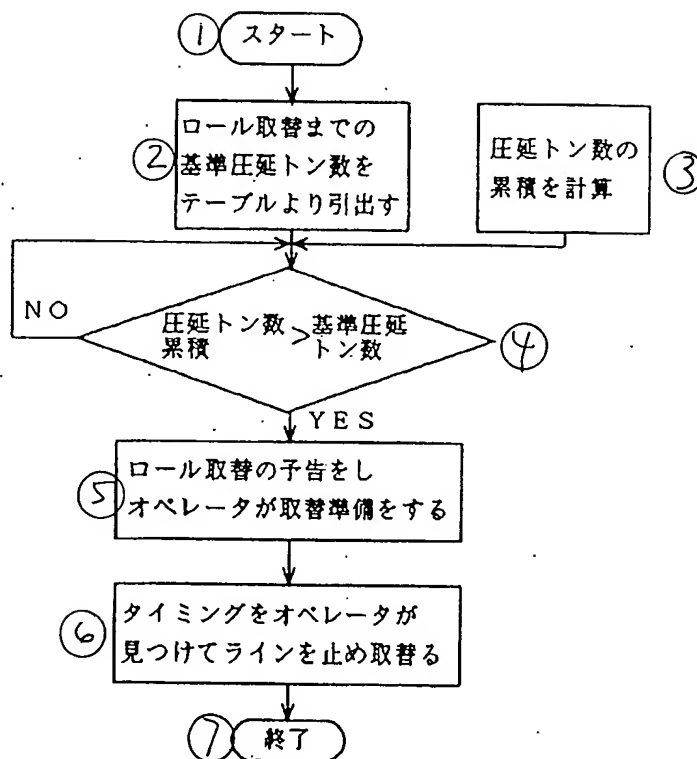 ① スタート
② ロール取替までの
基準圧延トン数を
テーブルより引出す
圧延トン数の
累積を計算 ③
NO
圧延トン数 > 基準圧延
累積 トン数
④
YES
⑤ ロール取替の予告をし
オペレータが取替準備をする
⑥ タイミングをオペレータが
見つけてラインを止め取替る
⑦ 終了